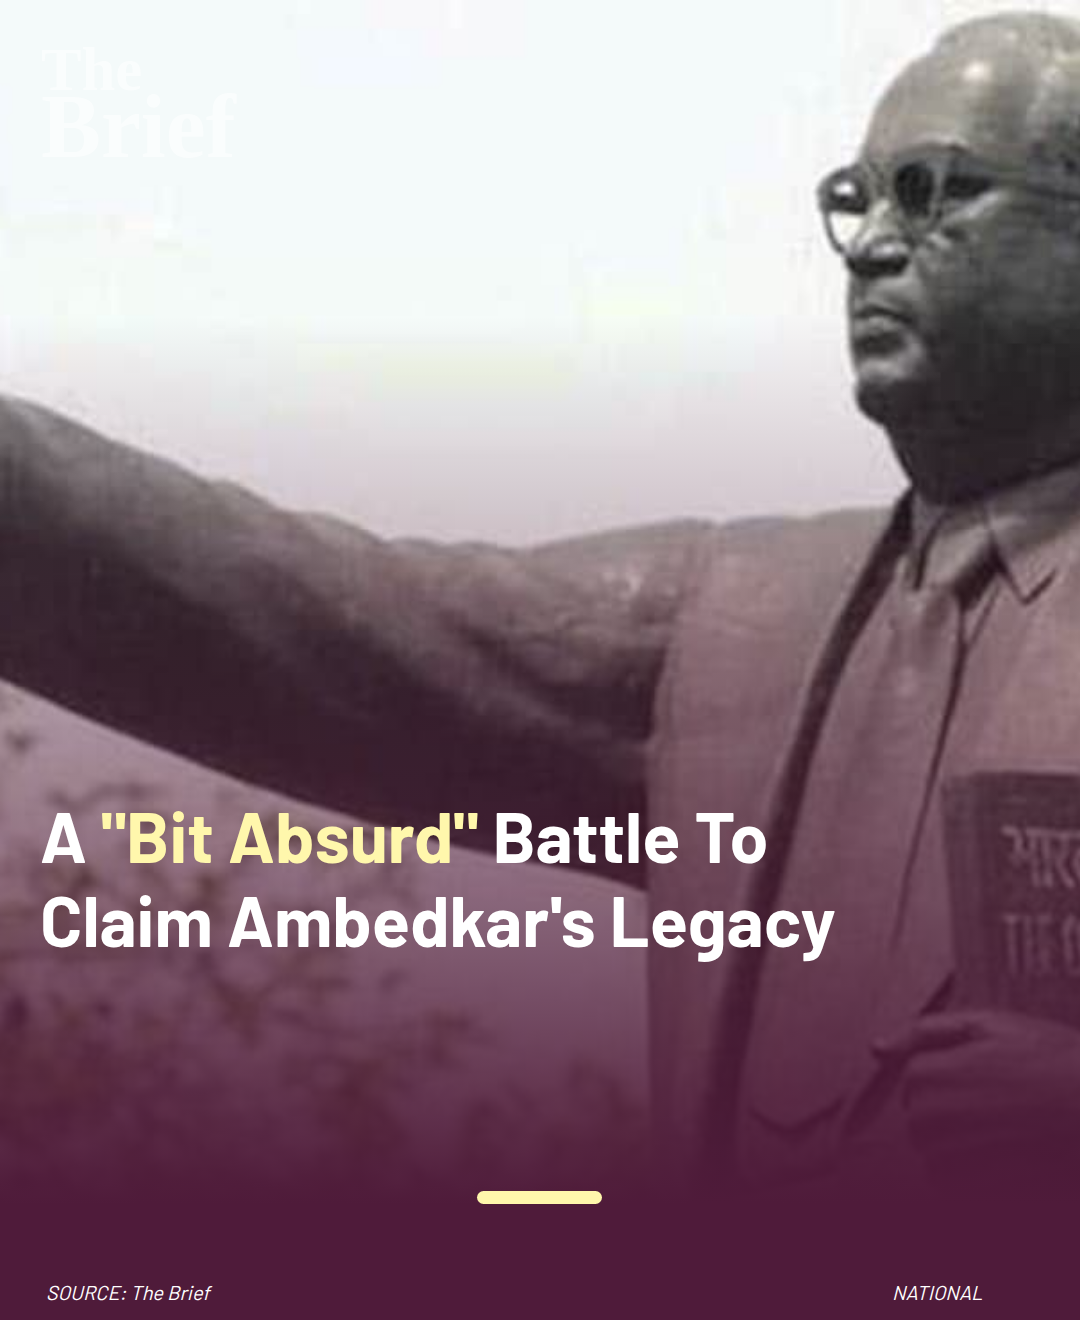 The
Brief
A "Bit Absurd" Battle To
Claim Ambedkar's Legacy
SOURCE: The Brief
NATIONAL